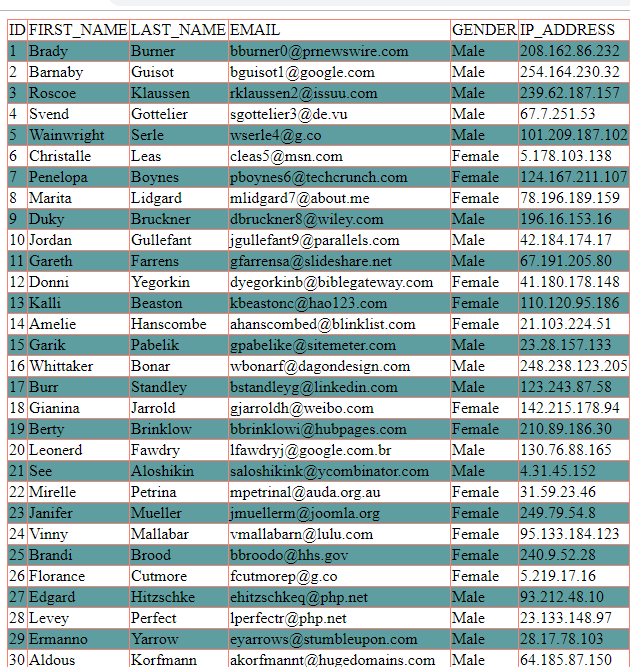 ID FIRST_NAME LAST_NAME EMAIL GENDER IP_ADDRESS
1 Brady Burner bburner0@prnewswire.com Male 208.162.86.232
2 Barnaby Guisot bguisot1@google.com Male 254.164.230.32
3 Roscoe Klaussen rklaussen2@issuu.com Male 239.62.187.157
4 Svend Gottelier sgottelier3@de.vu Male 67.7.251.53
5 Wainwright Serle wserle4@g.co Male 101.209.187.102
6 Christalle Leas cleas5@msn.com Female 5.178.103.138
7 Penelopa Boynes pboynes6@techcrunch.com Female 124.167.211.107
8 Marita Lidgard mlidgard7@about.me Female 78.196.189.159
9 Duky Bruckner dbruckner8@wiley.com Male 196.16.153.16
10 Jordan Gullefant jgullefant9@parallels.com Male 42.184.174.17
11 Gareth Farrens gfarrensa@slideshare.net Male 67.191.205.80
12 Donni Yegorkin dyegorkinb@biblegateway.com Female 41.180.178.148
13 Kalli Beaston kbeastonc@hao123.com Female 110.120.95.186
14 Amelie Hanscombe ahanscombed@blinklist.com Female 21.103.224.51
15 Garik Pabelik gpabelike@sitemeter.com Male 23.28.157.133
16 Whittaker Bonar wbonarf@dagondesign.com Male 248.238.123.205
17 Burr Standley bstandleyg@linkedin.com Male 123.243.87.58
18 Gianina Jarrold gjarroldh@weibo.com Female 142.215.178.94
19 Berty Brinklow bbrinklowi@hubpages.com Female 210.89.186.30
20 Leonerd Fawdry lfawdryj@google.com.br Male 130.76.88.165
21 See Aloshikin saloshikink@ycombinator.com Male 4.31.45.152
22 Mirelle Petrina mpetrinal@auda.org.au Female 31.59.23.46
23 Janifer Mueller jmuellerm@joomla.org Female 249.79.54.8
24 Vinny Mallabar vmallabarn@lulu.com Female 95.133.184.123
25 Brandi Brood bbroodo@hhs.gov Female 240.9.52.28
26 Florance Cutmore fcutmorep@g.co Female 5.219.17.16
27 Edgard Hitzschke ehitzschkeq@php.net Male 93.212.48.10
28 Levey Perfect lperfectr@php.net Male 23.133.148.97
29 Ermanno Yarrow eyarrows@stumbleupon.com Male 28.17.78.103
30 Aldous Korfmann akorfmannt@hugedomains.com Male 64.185.87.150